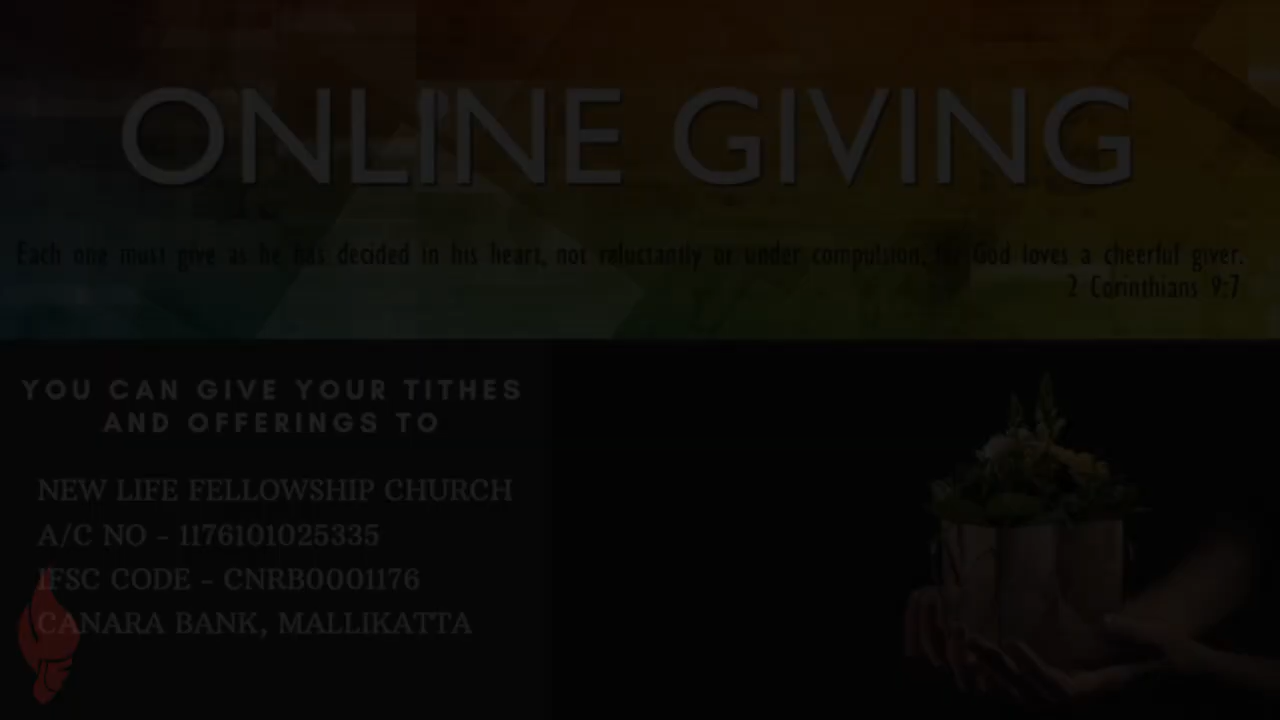 ONLINE GIVING
Each one must give as he has decided in his heart, not reluctantly or under compulsion, for God loves a cheerful giver.
2 Corinthians 9:7
YOU CAN GIVE YOUR TITHES
AND OFFERINGS TO
NEW LIFE FELLOWSHIP CHURCH
A/C NO - 1176101025335
IFSC CODE - CNRB0001176
CANARA BANK, MALLIKATTA